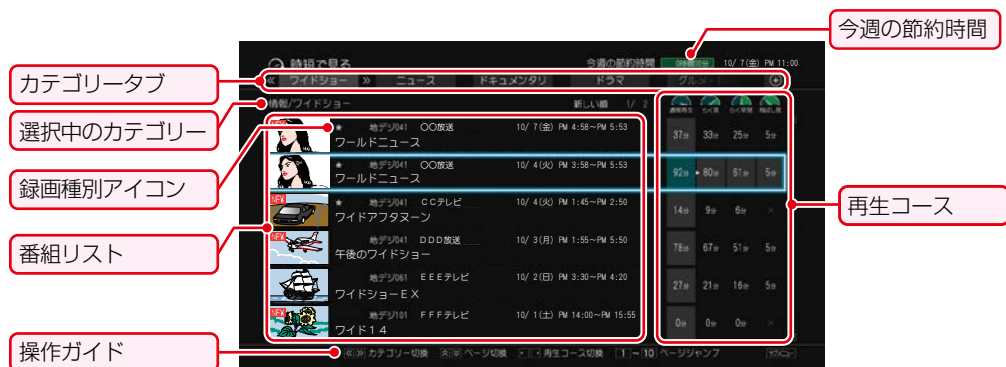 今週の節約時間
カテゴリータブ
選択中のカテゴリー
録画種別アイコン
番組リスト
操作ガイド
再生コース
時短で見る 今週の節約時間 10/ 7(金) PM 11:00
≪ ワイドショー ≫ ニュース ドキュメンタリ ドラマ グルメ
情報/ワイドショー 新しい順 1/ 2
NEW ★ 地デジ041 〇〇放送 10/ 7(金) PM 4:58~PM 5:53
ワールドニュース 37分 33分 25分 5分
★ 地デジ041 〇〇放送 10/ 4(火) PM 3:58~PM 5:53
ワールドニュース 92分 80分 61分 5分
NEW ★ 地デジ041 CCテレビ 10/ 4(火) PM 1:45~PM 2:50
ワイドアフタヌーン 14分 9分 6分 ×
NEW 地デジ041 DDD放送 10/ 3(月) PM 1:55~PM 5:50
午後のワイドショー 78分 67分 51分 5分
地デジ061 EEEテレビ 10/ 2(日) PM 3:30~PM 4:20
ワイドショーEX 27分 21分 16分 5分
NEW 地デジ101 FFFテレビ 10/ 1(土) PM 14:00~PM 15:55
ワイド14 0分 0分 0分 ×
≪≫カテゴリー切換 ページ切換 再生コース切換 1~10 ページジャンプ サブメニュー